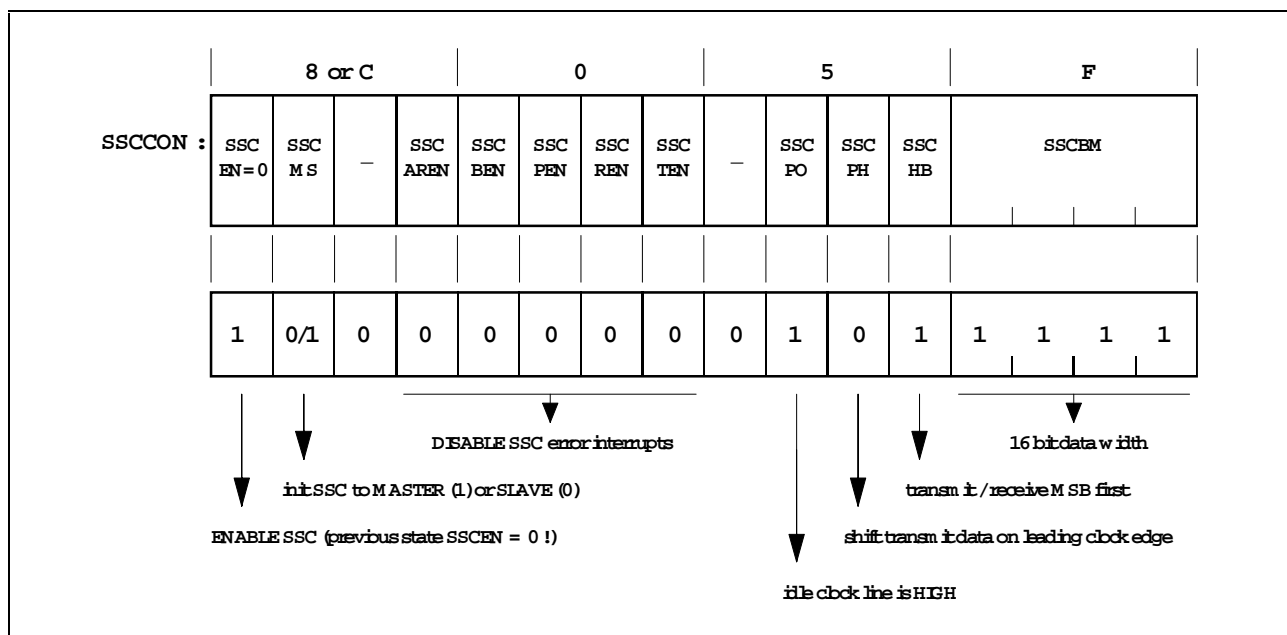 8 or C 0 5 F
SSCCON : SSC EN=0 SSC MS _ SSC AREN SSC BEN SSC PEN SSC REN SSC TEN _ SSC PO SSC PH SSC HB SSCBM
1 0/1 0 0 0 0 0 0 0 1 0 1 1 1 1 1
DISABLE SSC error interrupts 16 bit data width
init SSC to MASTER (1) or SLAVE (0) transmit / receive MSB first
ENABLE SSC (previous state SSCEN = 0 !) shift transmit data on leading clock edge
idle clock line is HIGH